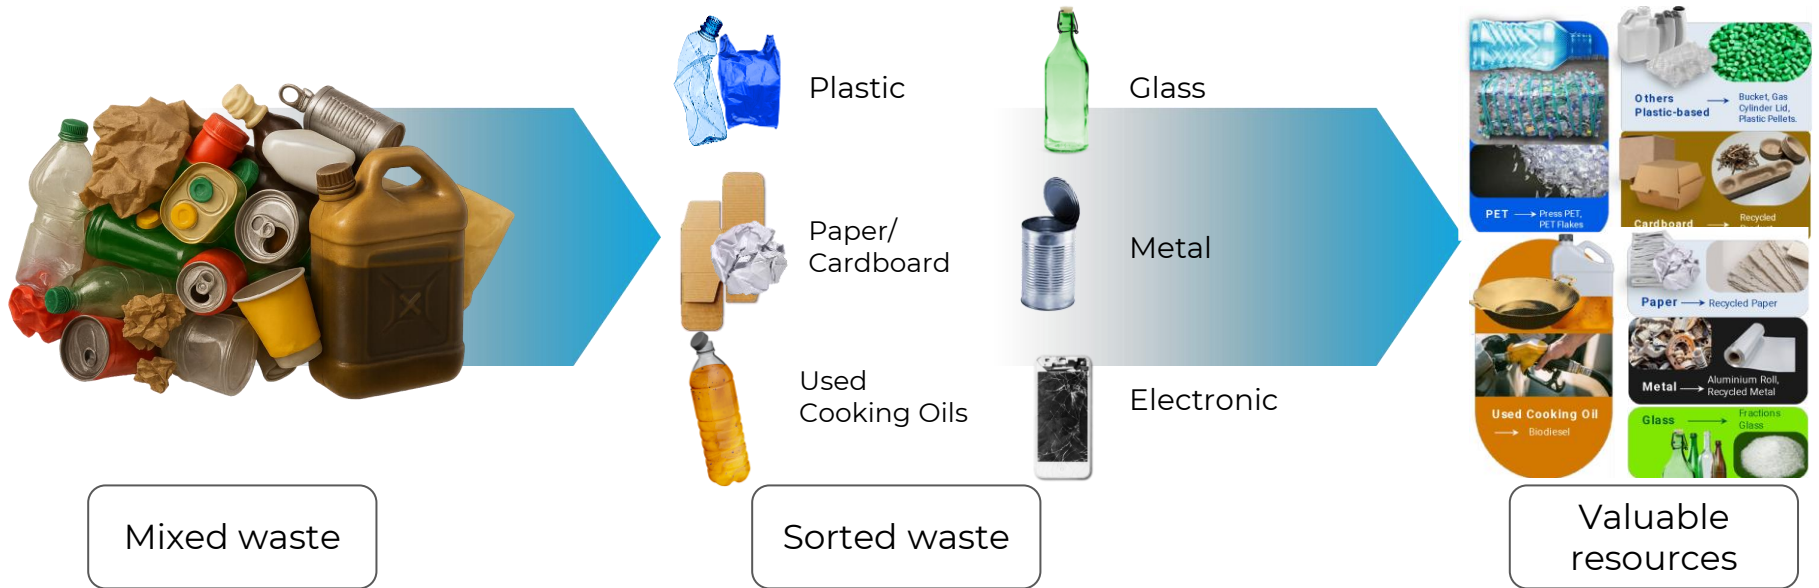 Plastic
Glass
Paper/
Cardboard
Metal
Used
Cooking Oils
Electronic
PET → Press PET,
PET Flakes
Others
Plastic-based → Bucket, Gas
Cylinder Lid,
Plastic Pellets.
Cardboard → Recycled
Used Cooking Oil
→ Biodiesel
Paper → Recycled Paper
Metal → Aluminium Roll,
Recycled Metal
Glass → Fractions
Glass
Mixed waste
Sorted waste
Valuable
resources